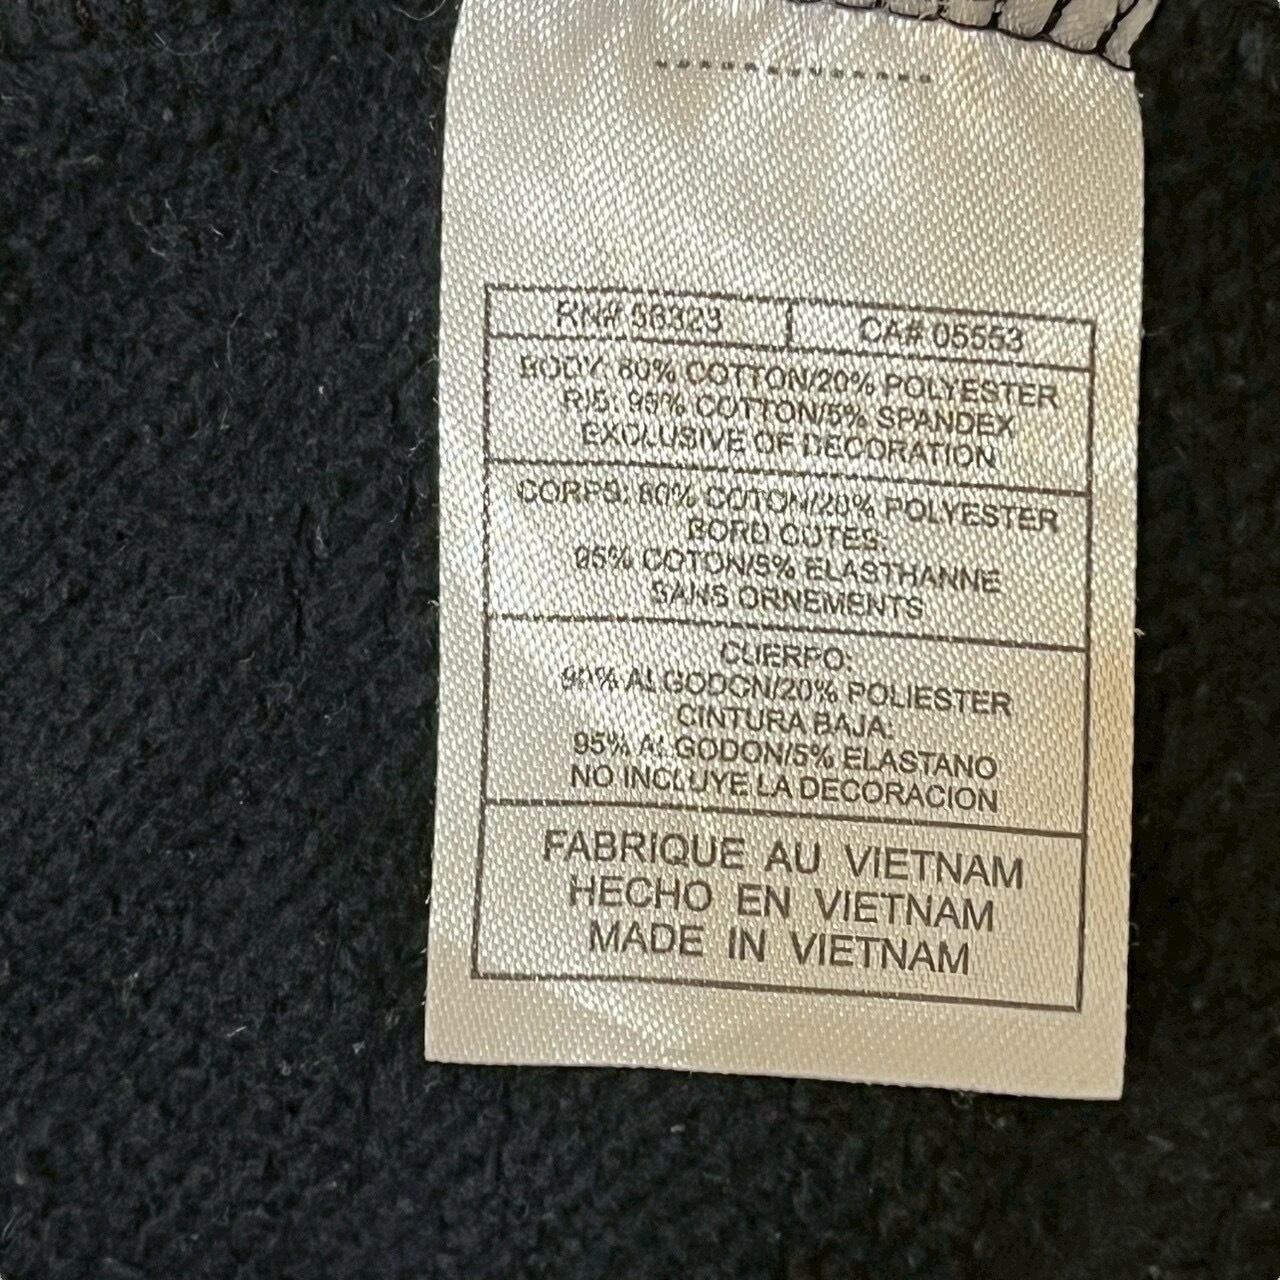 RN# 56323 CA# 05553
BODY: 80% COTTON/20% POLYESTER
RIB: 95% COTTON/5% SPANDEX
EXCLUSIVE OF DECORATION
CORPS: 80% COTON/20% POLYESTER
BORD COTES:
95% COTON/5% ELASTHANNE
SANS ORNEMENTS
CUERPO:
80% ALGODON/20% POLIESTER
CINTURA BAJA:
95% ALGODON/5% ELASTANO
NO INCLUYE LA DECORACION
FABRIQUE AU VIETNAM
HECHO EN VIETNAM
MADE IN VIETNAM